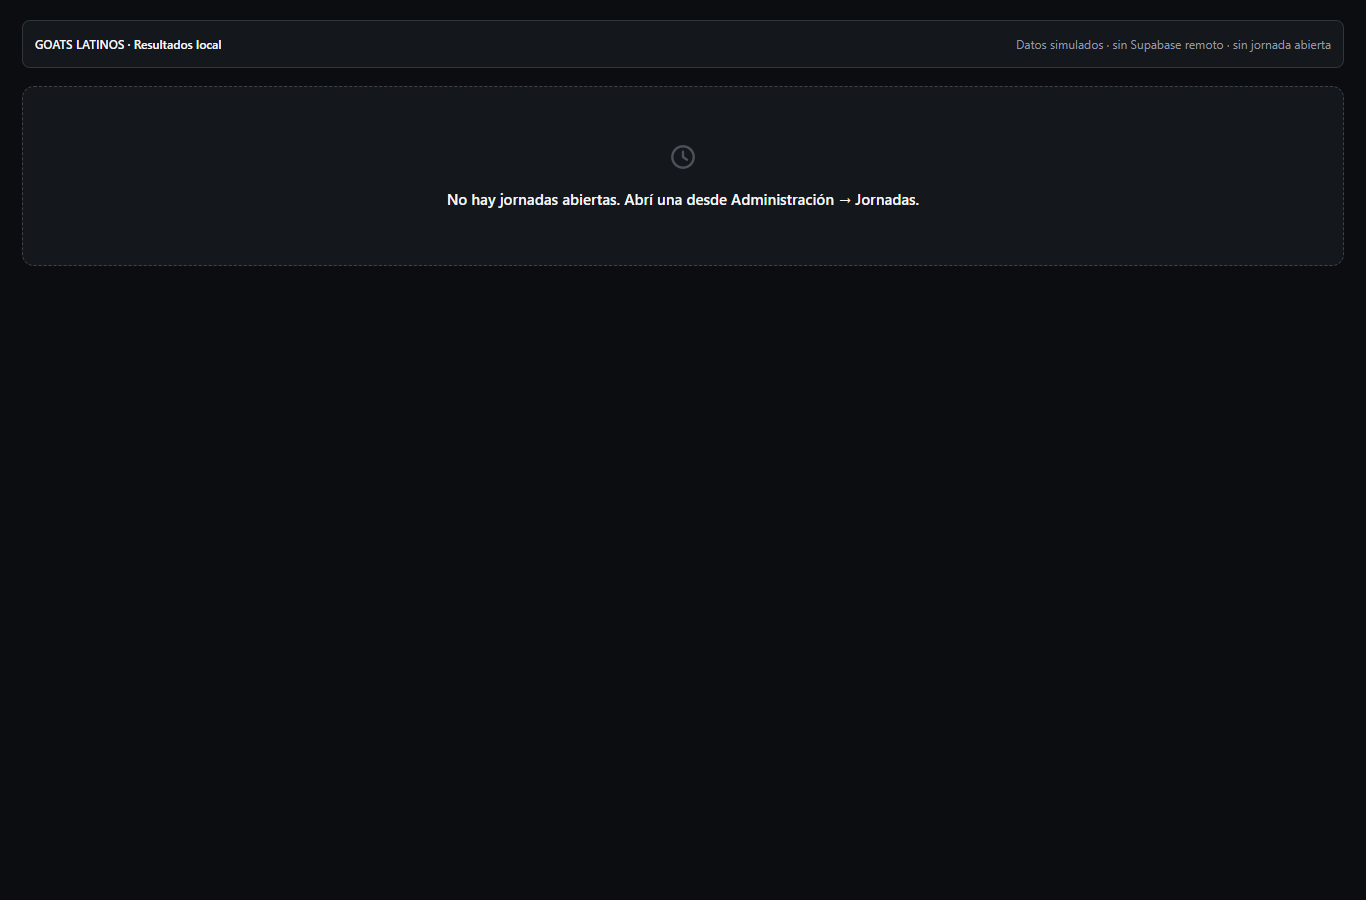 GOATS LATINOS · Resultados local
Datos simulados · sin Supabase remoto · sin jornada abierta
No hay jornadas abiertas. Abrí una desde Administración → Jornadas.